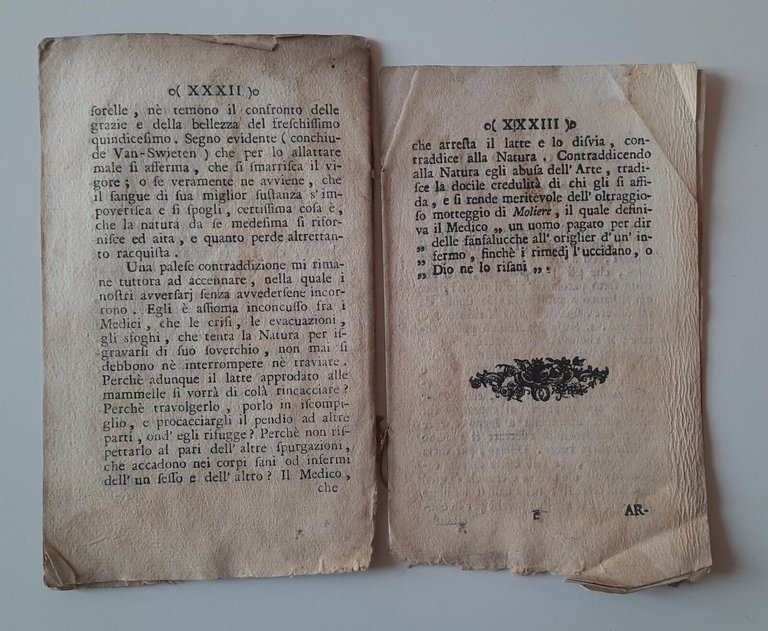 o( XXXII )o
ſorelle, nè temono il confronto delle
grazie e della bellezza del freſchiſſimo
quindiceſimo. Segno evidente (conchiu-
de Van-Swieten) che per lo allattare
male ſi afferma, che ſi ſmarriſca il vi-
gore; o ſe veramente ne avviene, che
il ſangue di ſua miglior ſuſtanza s'im-
poveriſca e ſi ſpogli, certiſſima coſa è,
che la natura da ſe medeſima ſi rifor-
niſce ed aita, e quanto perde altrettan-
to racquiſta.
Una paleſe contraddizione mi rima-
ne tuttora ad accennare, nella quale i
noſtri avverſarj ſenza avvederſene incor-
rono. Egli è aſſioma inconcuſſo fra i
Medici, che le criſi, le evacuazioni,
gli sfoghi, che tenta la Natura per iſ-
gravarſi di ſuo ſoverchio, non mai ſi
debbono nè interrompere nè traviare.
Perchè adunque il latte approdato alle
mammelle ſi vorrà di colà rincacciare?
Perchè travolgerlo, porlo in iſcompi-
glio, e procacciargli il pendìo ad altre
parti, ond' egli rifugge? Perchè non riſ-
pettarlo al pari dell' altre ſpurgazioni,
che accadono nei corpi ſani od infermi
dell' un ſeſſo e dell' altro? Il Medico,
che
o( XXXIII )o
che arreſta il latte e lo diſvia, con-
traddice alla Natura. Contraddicendo
alla Natura egli abuſa dell' Arte, tradi-
ſce la docile credulità di chi gli ſi affi-
da, e ſi rende meritevole dell' oltraggio-
ſo motteggio di Moliere, il quale defini-
va il Medico „ un uomo pagato per dir
„ delle fanfalucche all' origlier d'un' in-
„ fermo, finchè i rimedj l'uccidano, o
„ Dio ne lo riſani „.
AR-